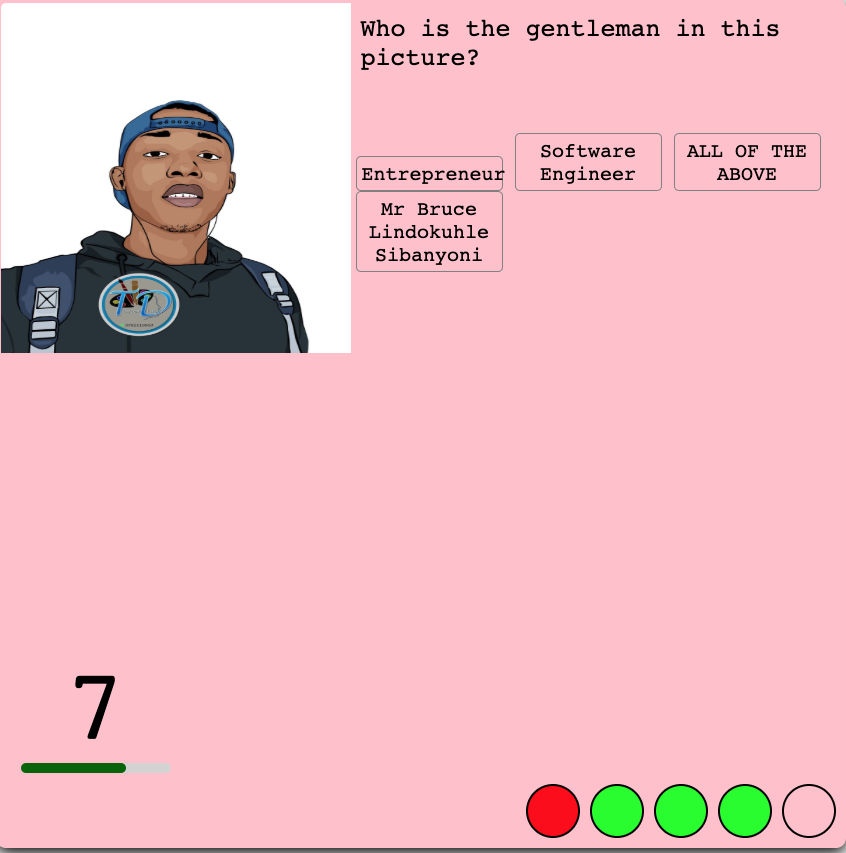 Who is the gentleman in this
picture?
Entrepreneur
Software
Engineer
ALL OF THE
ABOVE
Mr Bruce
Lindokuhle
Sibanyoni
TD
7